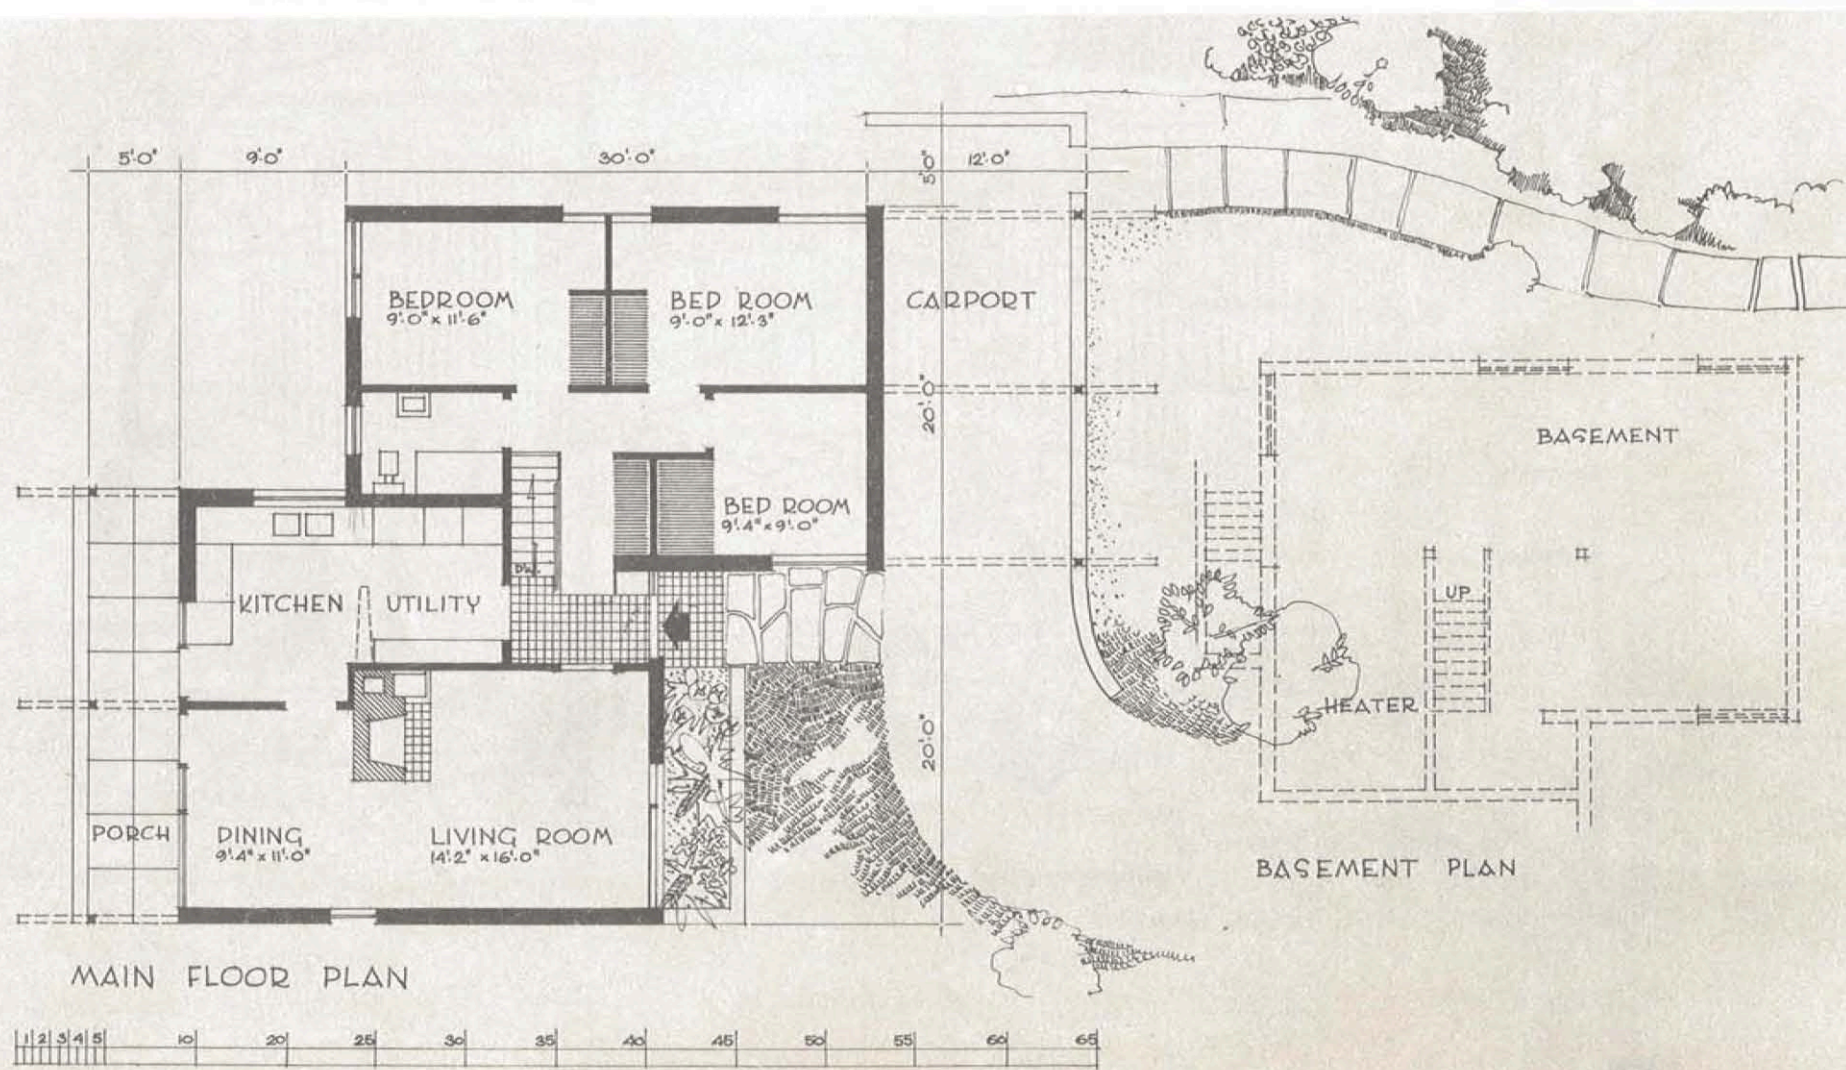 5'·0" 9'·0" 30'·0" 5'0" 12'·0"
BEDROOM
9'·0" x 11'·6"
BED ROOM
9'·0" x 12'·3"
CARPORT
20'·0"
BASEMENT
BED ROOM
9'·4" x 9'·0"
DN.
KITCHEN
UTILITY
UP
HEATER
20'·0"
PORCH
DINING
9'·4" x 11'·0"
LIVING ROOM
14'·2" x 16'·0"
BASEMENT PLAN
MAIN FLOOR PLAN
1 2 3 4 5 10 20 25 30 35 40 45 50 55 60 65